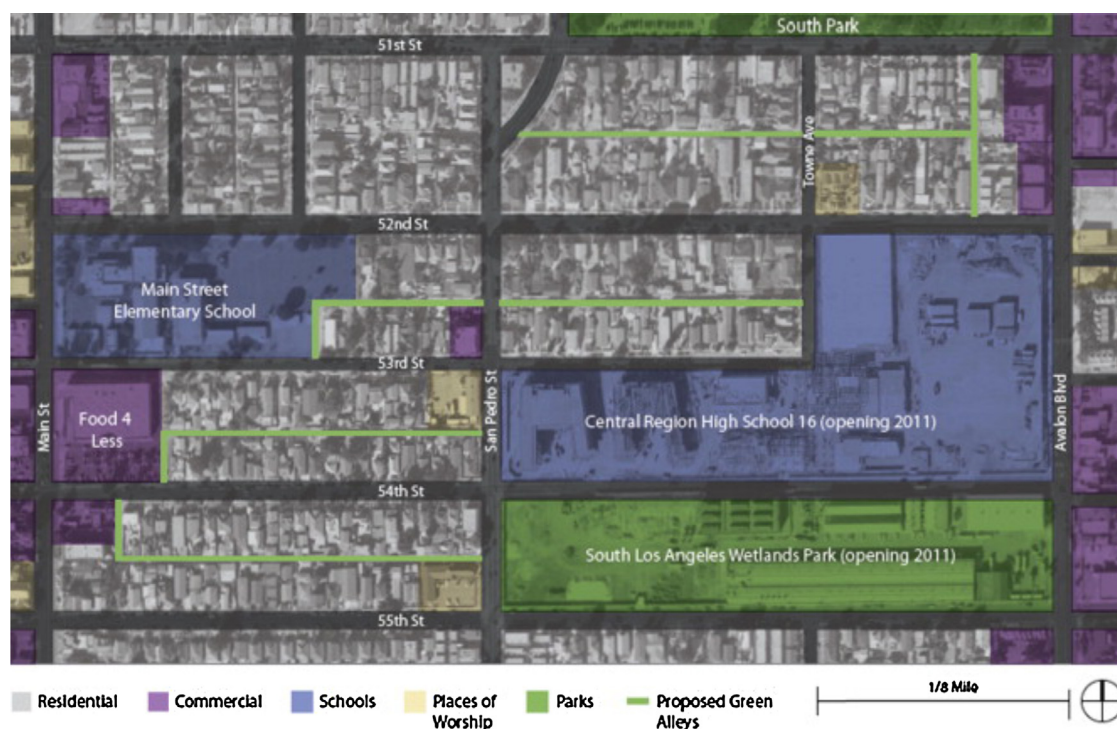 South Park
51st St
Towne Ave
52nd St
Main Street
Elementary School
53rd St
Main St
Food 4
Less
San Pedro St
Central Region High School 16 (opening 2011)
Avalon Blvd
54th St
South Los Angeles Wetlands Park (opening 2011)
55th St
1/8 Mile
Residential
Commercial
Schools
Places of
Worship
Parks
Proposed Green
Alleys